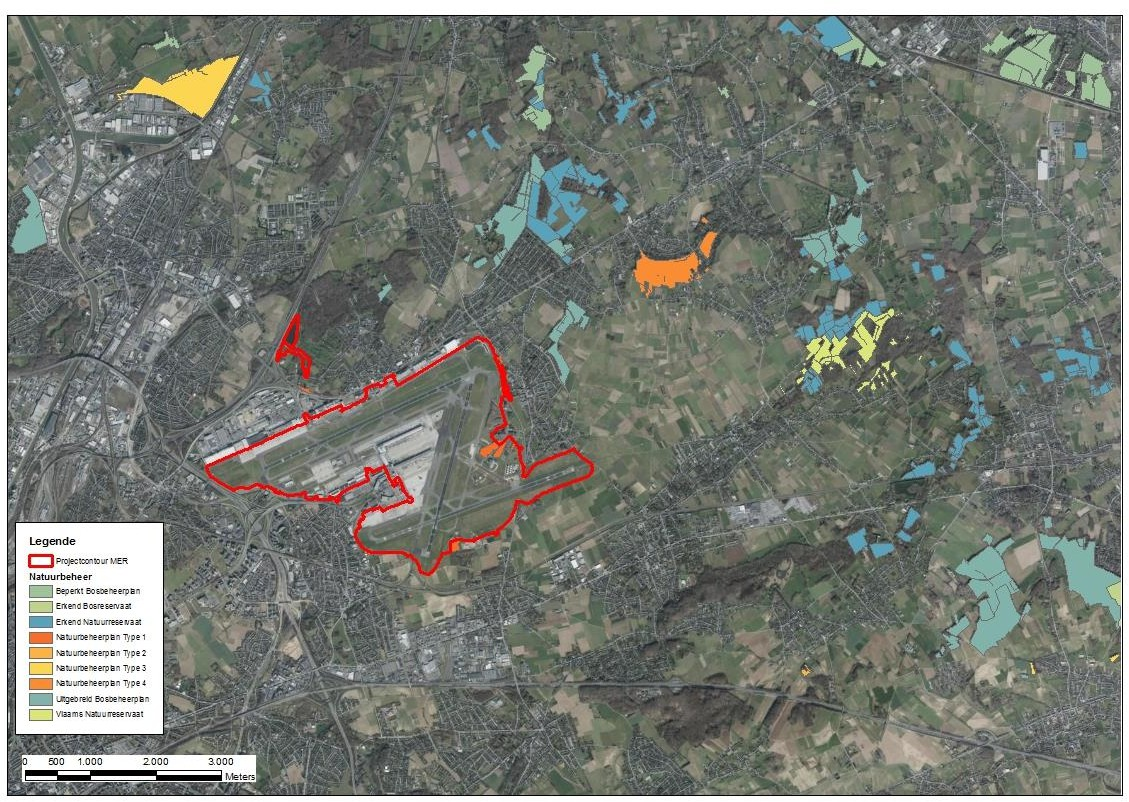 Legende
Projectcontour MER
Natuurbeheer
Beperkt Bosbeheerplan
Erkend Bosreservaat
Erkend Natuurreservaat
Natuurbeheerplan Type 1
Natuurbeheerplan Type 2
Natuurbeheerplan Type 3
Natuurbeheerplan Type 4
Uitgebreid Bosbeheerplan
Vlaams Natuurreservaat
0 500 1.000 2.000 3.000
Meters